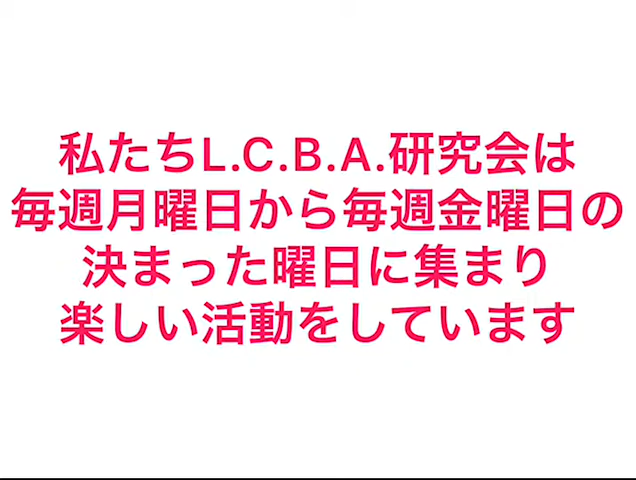 私たちL.C.B.A.研究会は
毎週月曜日から毎週金曜日の
決まった曜日に集まり
楽しい活動をしています